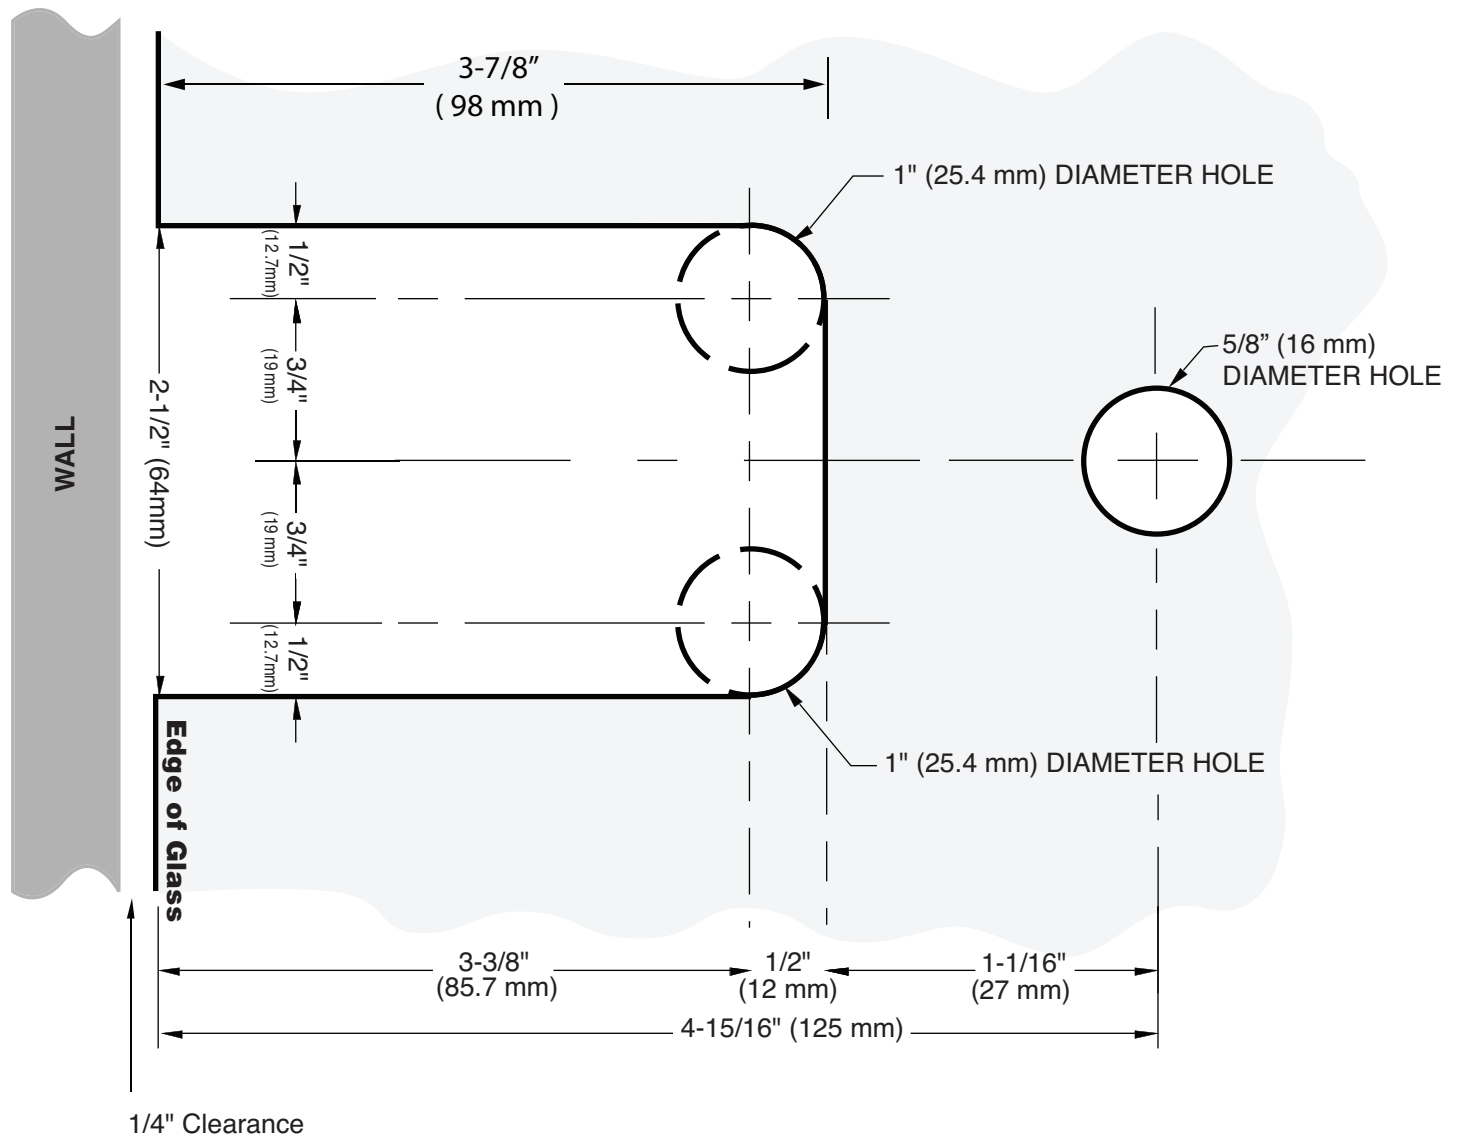 3-7/8”
( 98 mm )
1" (25.4 mm) DIAMETER HOLE
1/2"
(12.7mm)
5/8” (16 mm)
DIAMETER HOLE
3/4"
(19 mm)
2-1/2" (64mm)
WALL
3/4"
(19 mm)
1/2"
(12.7mm)
Edge of Glass
1" (25.4 mm) DIAMETER HOLE
3-3/8"
(85.7 mm)
1/2"
(12 mm)
1-1/16"
(27 mm)
4-15/16" (125 mm)
1/4" Clearance